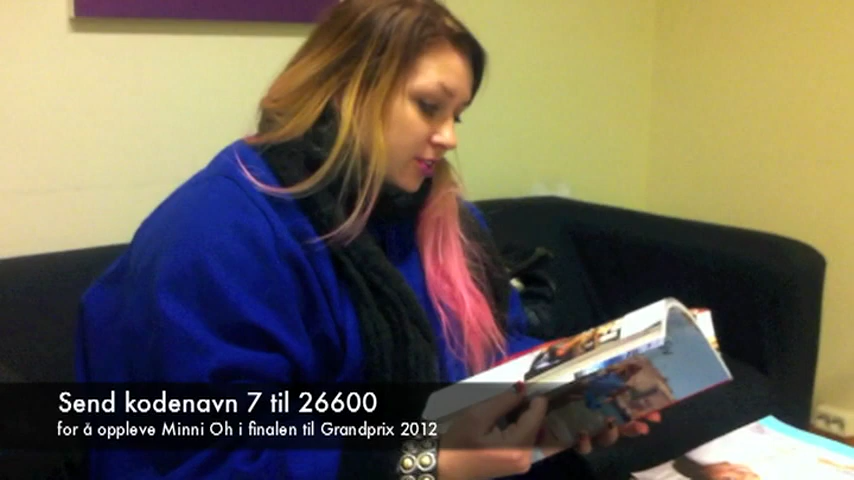 Send kodenavn 7 til 26600
for å oppleve Minni Oh i finalen til Grandprix 2012